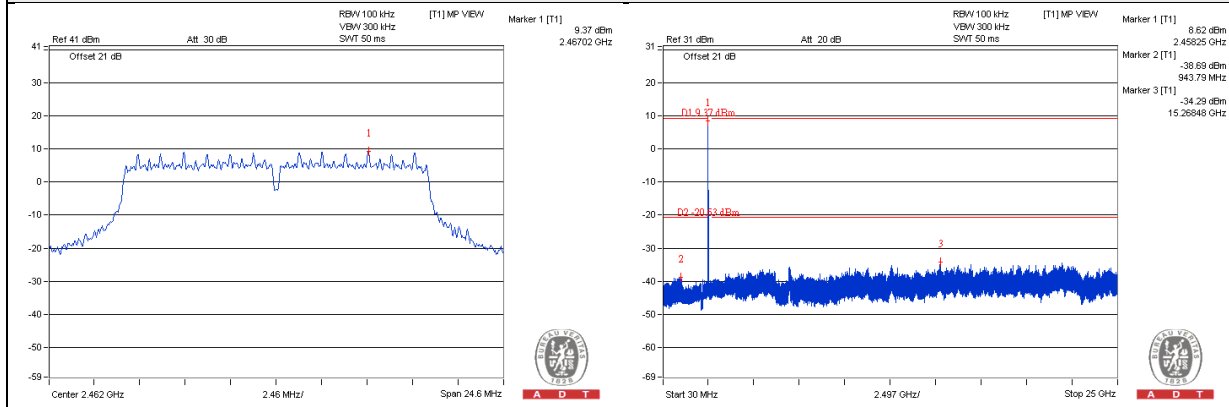 RBW 100 kHz
[T1] MP VIEW
VBW 300 kHz
Ref 41 dBm
Att 30 dB
SWT 50 ms
Marker 1 [T1]
9.37 dBm
2.46702 GHz
Offset 21 dB
41
30
20
10
0
-10
-20
-30
-40
-50
-59
1
Center 2.462 GHz
2.46 MHz/
Span 24.6 MHz
BUREAU VERITAS
1828
A D T
RBW 100 kHz
[T1] MP VIEW
VBW 300 kHz
Ref 31 dBm
Att 20 dB
SWT 50 ms
Marker 1 [T1]
8.62 dBm
2.45825 GHz
Marker 2 [T1]
-38.69 dBm
943.79 MHz
Marker 3 [T1]
-34.29 dBm
15.26848 GHz
Offset 21 dB
31
20
10
0
-10
-20
-30
-40
-50
-60
-69
1
D1 9.37 dBm
D2 -20.53 dBm
2
3
Start 30 MHz
2.497 GHz/
Stop 25 GHz
BUREAU VERITAS
1828
A D T